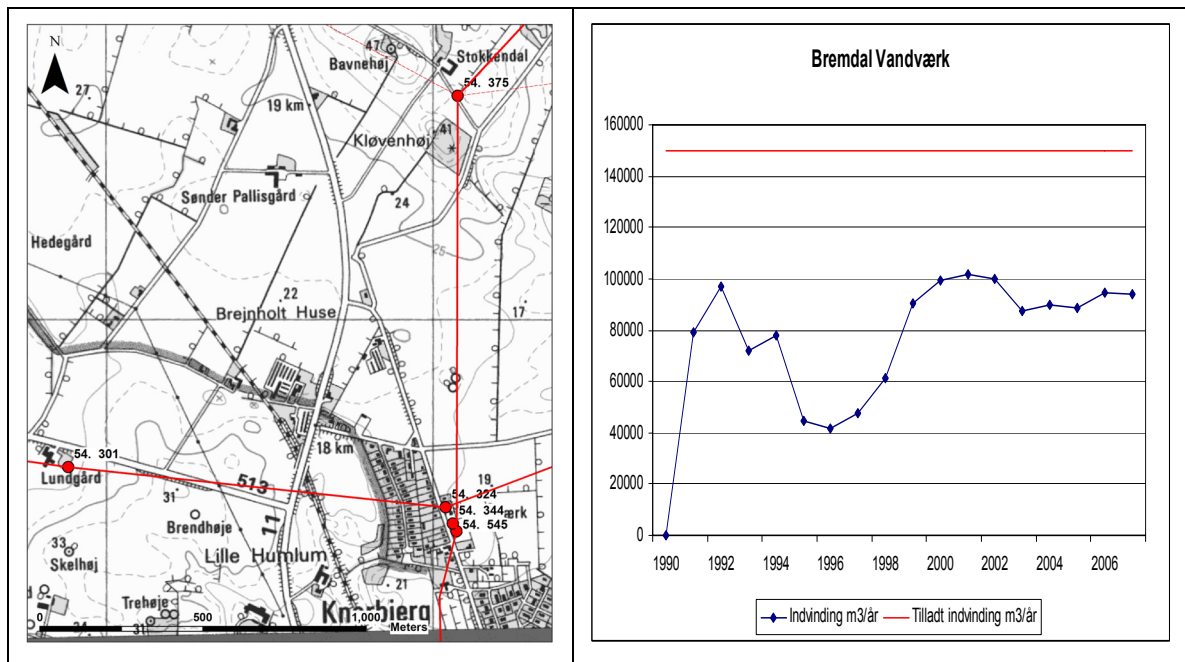 N
47
Bavnehøj
Stokkendal
54. 375
27
19 km
41
Kløvenhøj
Sønder Pallisgård
24
Hedegård
25
22
Brejnholt Huse
17
18 km
54. 301
Lundgård
513
19
31
54. 324
54. 344
ærk
54. 545
Brendhøje
11
33
Skelhøj
Lille Humlum
21
Trehøje
31
0
500
1,000
Meters
Bremdal Vandværk
160000
140000
120000
100000
80000
60000
40000
20000
0
1990 1992 1994 1996 1998 2000 2002 2004 2006
Indvinding m3/år
Tilladt indvinding m3/år